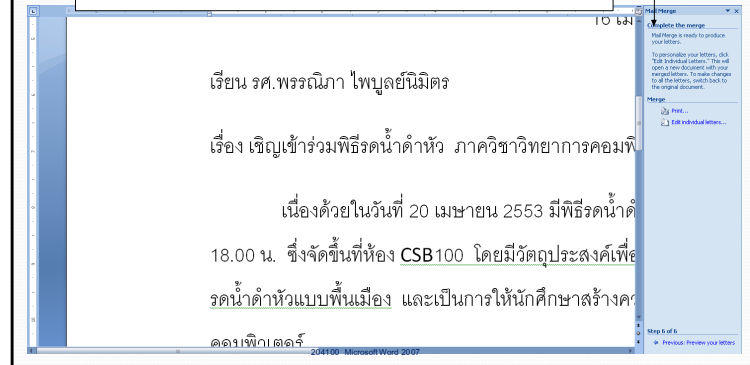 16 เม
เรียน รศ.พรรณิภา ไพบูลย์นิมิตร
เรื่อง เชิญเข้าร่วมพิธีรดน้ำดำหัว ภาควิชาวิทยาการคอมพิ
เนื่องด้วยในวันที่ 20 เมษายน 2553 มีพิธีรดน้ำดำ
18.00 น. ซึ่งจัดขึ้นที่ห้อง CSB100 โดยมีวัตถุประสงค์เพื่อ
รดน้ำดำหัวแบบพื้นเมือง และเป็นการให้นักศึกษาสร้างคว
คอมพิวเตอร์
204100 Microsoft Word 2007
Mail Merge
Complete the merge
Mail Merge is ready to produce
your letters.
To personalize your letters, click
"Edit Individual Letters." This will
open a new document with your
merged letters. To make changes
to all the letters, switch back to
the original document.
Merge
Print...
Edit individual letters...
Step 6 of 6
Previous: Preview your letters